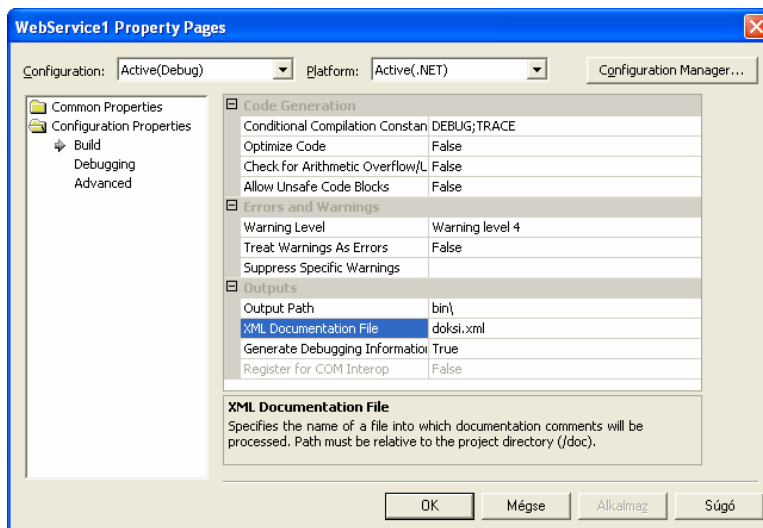 WebService1 Property Pages
Configuration: Active(Debug) Platform: Active(.NET) Configuration Manager...
Common Properties
Configuration Properties
Build
Debugging
Advanced
Code Generation
Conditional Compilation Constan DEBUG;TRACE
Optimize Code False
Check for Arithmetic Overflow/U False
Allow Unsafe Code Blocks False
Errors and Warnings
Warning Level Warning level 4
Treat Warnings As Errors False
Suppress Specific Warnings
Outputs
Output Path bin\
XML Documentation File doksi.xml
Generate Debugging Information True
Register for COM Interop False
XML Documentation File
Specifies the name of a file into which documentation comments will be
processed. Path must be relative to the project directory (/doc).
OK Mégse Alkalmaz Súgó